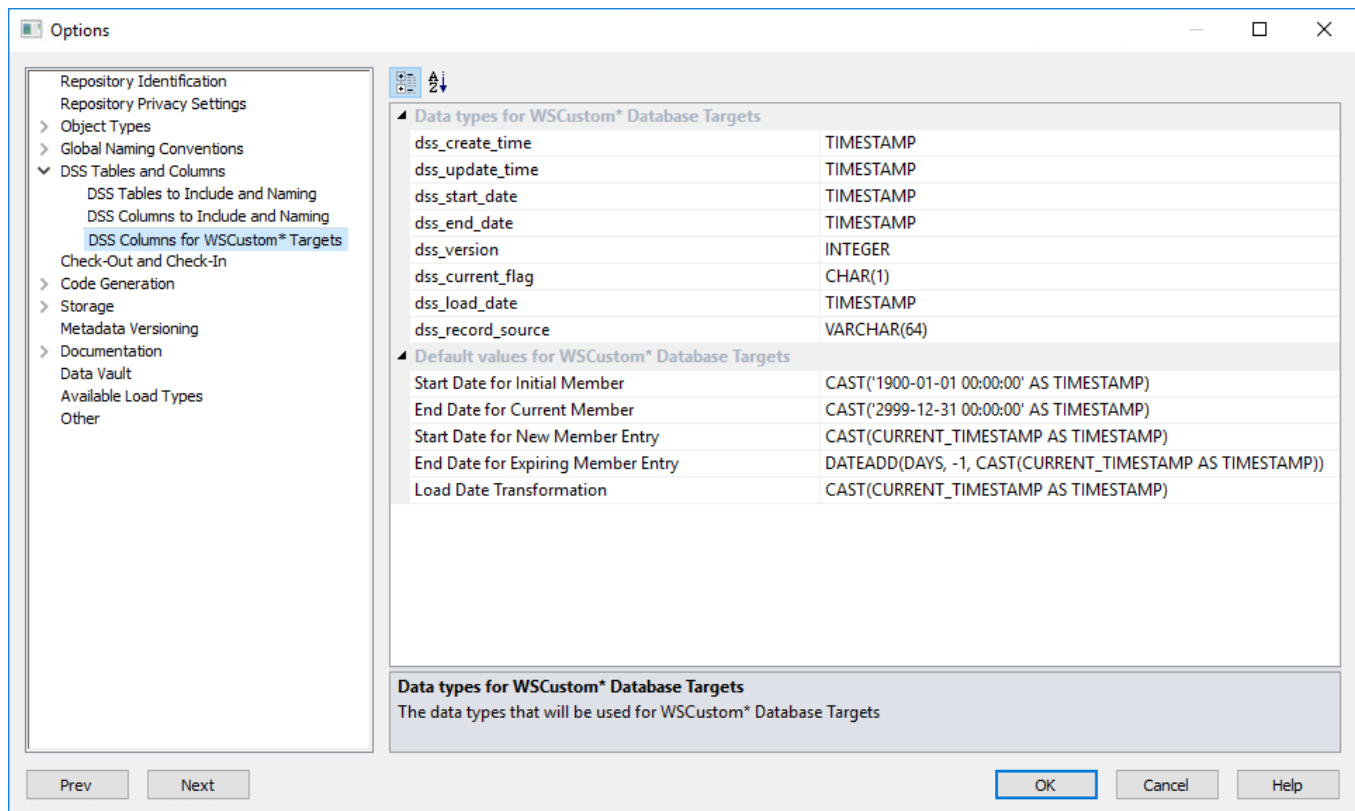 Options
Repository Identification
Repository Privacy Settings
Object Types
Global Naming Conventions
DSS Tables and Columns
DSS Tables to Include and Naming
DSS Columns to Include and Naming
DSS Columns for WSCustom* Targets
Check-Out and Check-In
Code Generation
Storage
Metadata Versioning
Documentation
Data Vault
Available Load Types
Other
Data types for WSCustom* Database Targets
dss_create_time TIMESTAMP
dss_update_time TIMESTAMP
dss_start_date TIMESTAMP
dss_end_date TIMESTAMP
dss_version INTEGER
dss_current_flag CHAR(1)
dss_load_date TIMESTAMP
dss_record_source VARCHAR(64)
Default values for WSCustom* Database Targets
Start Date for Initial Member CAST('1900-01-01 00:00:00' AS TIMESTAMP)
End Date for Current Member CAST('2999-12-31 00:00:00' AS TIMESTAMP)
Start Date for New Member Entry CAST(CURRENT_TIMESTAMP AS TIMESTAMP)
End Date for Expiring Member Entry DATEADD(DAYS, -1, CAST(CURRENT_TIMESTAMP AS TIMESTAMP))
Load Date Transformation CAST(CURRENT_TIMESTAMP AS TIMESTAMP)
Data types for WSCustom* Database Targets
The data types that will be used for WSCustom* Database Targets
Prev Next OK Cancel Help